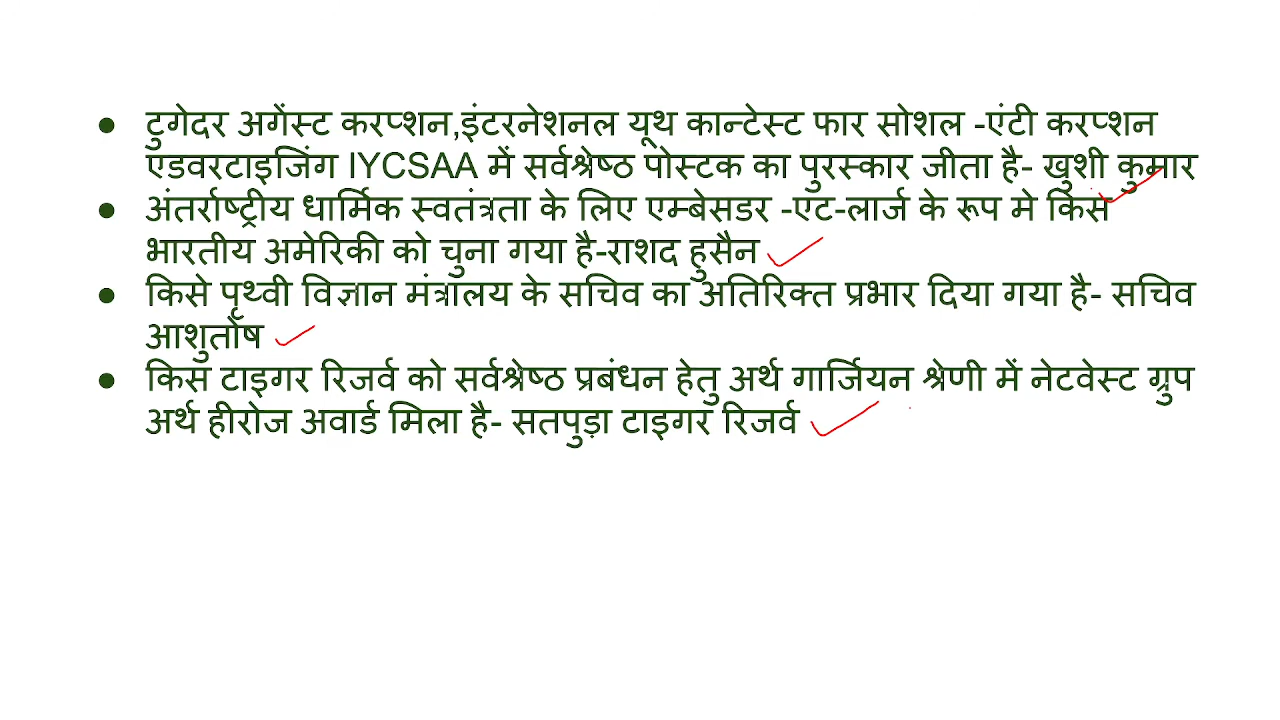 ● टुगेदर अगेंस्ट करप्शन,इंटरनेशनल यूथ कान्टेस्ट फार सोशल -एंटी करप्शन
एडवरटाइजिंग IYCSAA में सर्वश्रेष्ठ पोस्टक का पुरस्कार जीता है- खुशी कुमार
● अंतर्राष्ट्रीय धार्मिक स्वतंत्रता के लिए एम्बेसडर -एट-लार्ज के रूप मे किस
भारतीय अमेरिकी को चुना गया है-राशद हुसैन
● किसे पृथ्वी विज्ञान मंत्रालय के सचिव का अतिरिक्त प्रभार दिया गया है- सचिव
आशुतोष
● किस टाइगर रिजर्व को सर्वश्रेष्ठ प्रबंधन हेतु अर्थ गार्जियन श्रेणी में नेटवेस्ट ग्रुप
अर्थ हीरोज अवार्ड मिला है- सतपुड़ा टाइगर रिजर्व